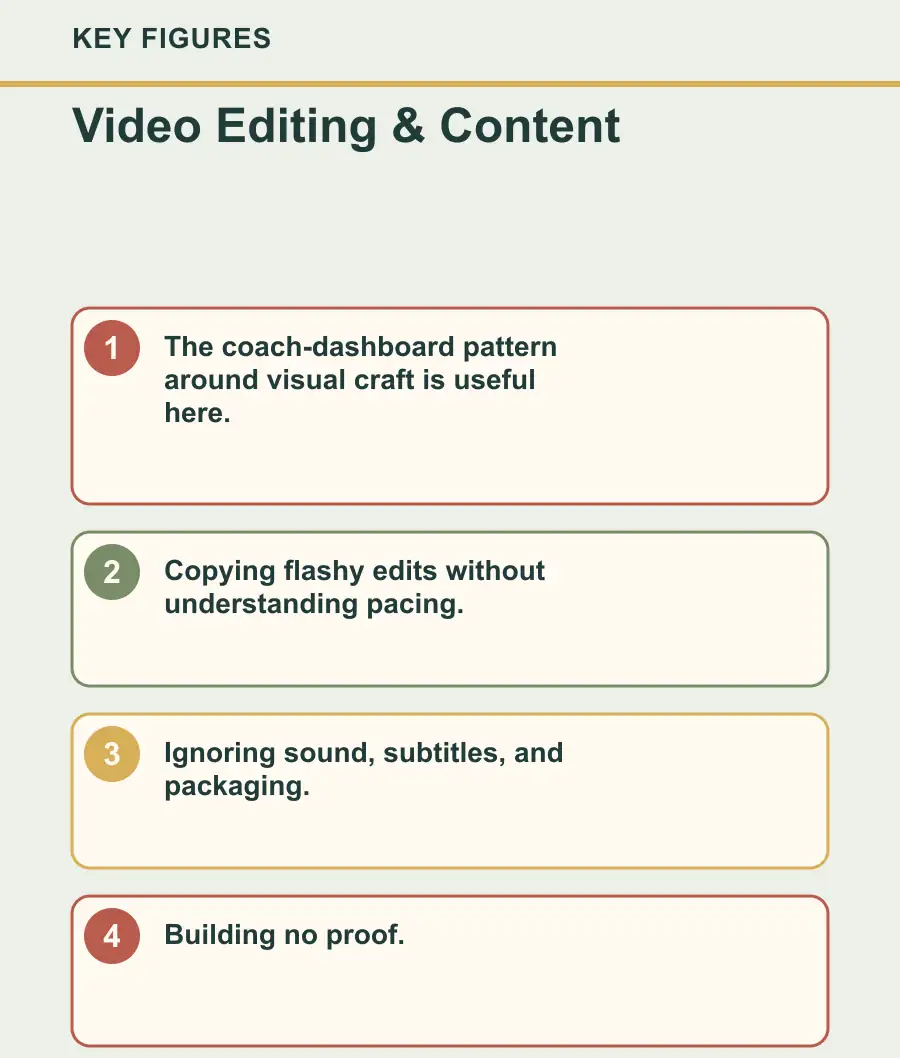 KEY FIGURES
Video Editing & Content
1
The coach-dashboard pattern
around visual craft is useful
here.
2
Copying flashy edits without
understanding pacing.
3
Ignoring sound, subtitles, and
packaging.
4
Building no proof.